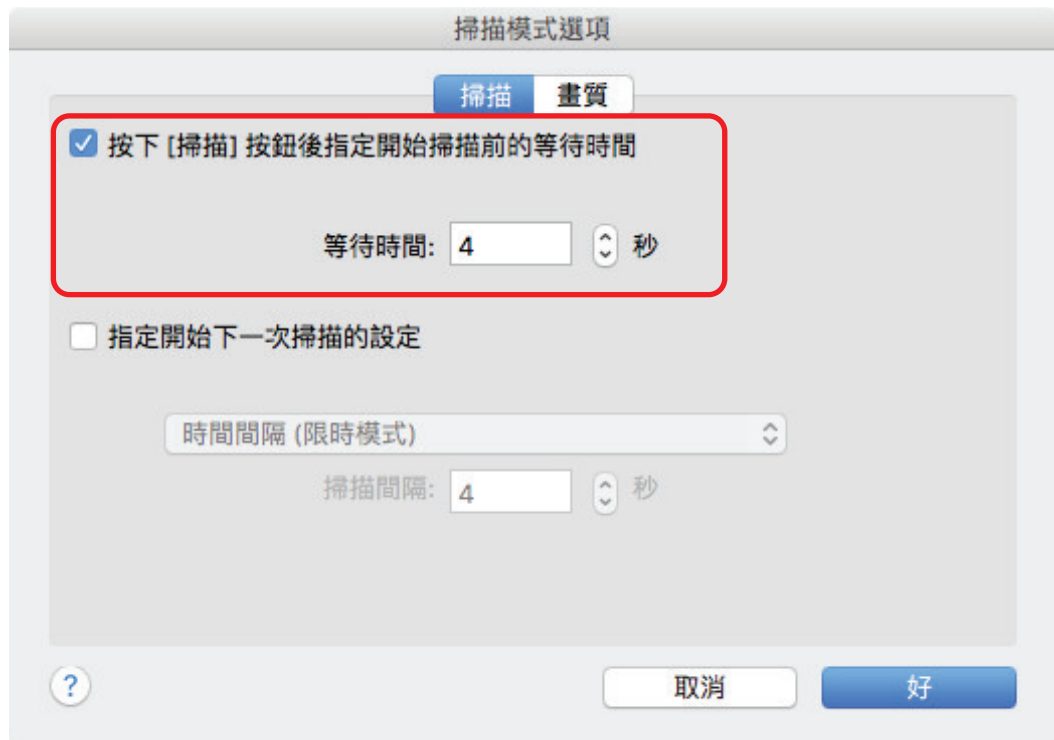 掃描模式選項
掃描 畫質
按下 [掃描] 按鈕後指定開始掃描前的等待時間
等待時間: 4 秒
指定開始下一次掃描的設定
時間間隔 (限時模式)
掃描間隔: 4 秒
? 取消 好